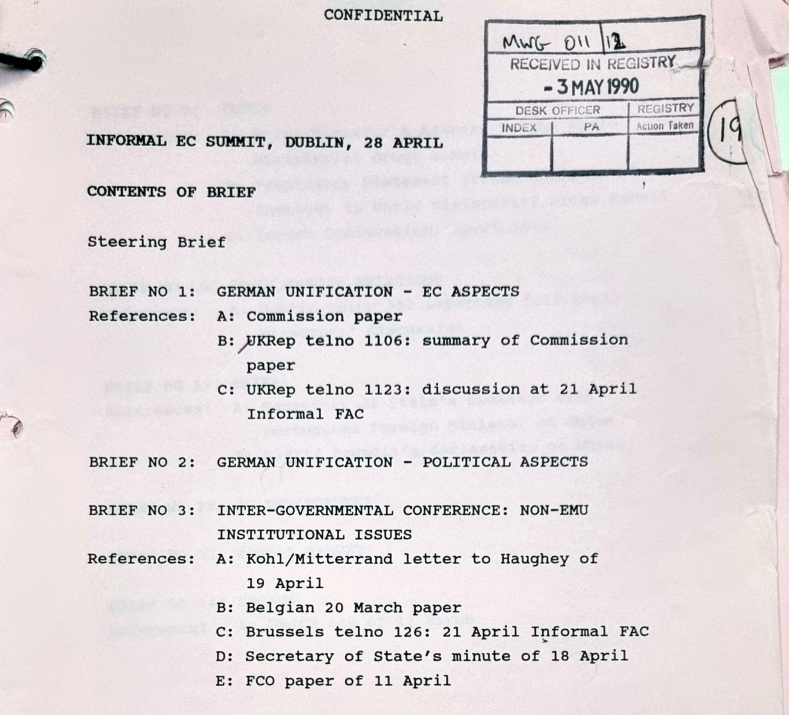 CONFIDENTIAL
MWG 011/12
RECEIVED IN REGISTRY
- 3 MAY 1990
DESK OFFICER REGISTRY
INDEX PA Action Taken
19
INFORMAL EC SUMMIT, DUBLIN, 28 APRIL
CONTENTS OF BRIEF
Steering Brief
BRIEF NO 1: GERMAN UNIFICATION - EC ASPECTS
References: A: Commission paper
B: UKRep telno 1106: summary of Commission
paper
C: UKRep telno 1123: discussion at 21 April
Informal FAC
BRIEF NO 2: GERMAN UNIFICATION - POLITICAL ASPECTS
BRIEF NO 3: INTER-GOVERNMENTAL CONFERENCE: NON-EMU
INSTITUTIONAL ISSUES
References: A: Kohl/Mitterrand letter to Haughey of
19 April
B: Belgian 20 March paper
C: Brussels telno 126: 21 April Informal FAC
D: Secretary of State's minute of 18 April
E: FCO paper of 11 April